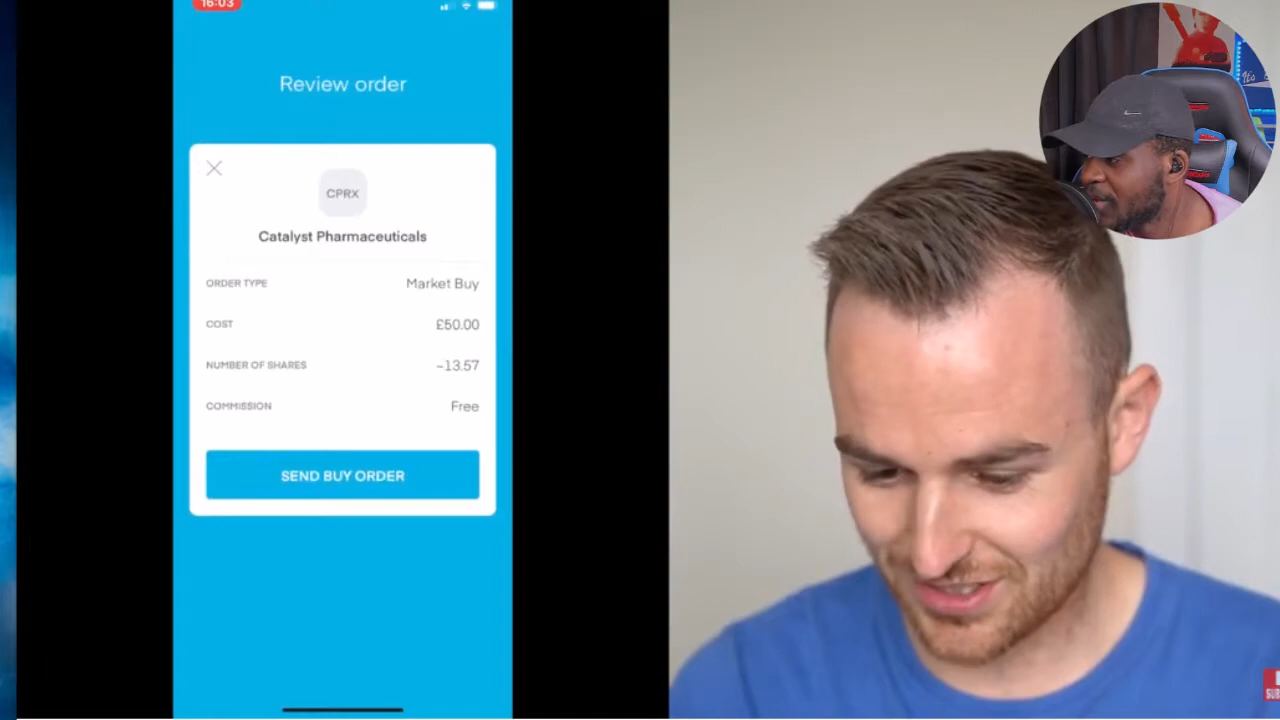 16:03
Review order
CPRX
Catalyst Pharmaceuticals
ORDER TYPE Market Buy
COST £50.00
NUMBER OF SHARES ~13.57
COMMISSION Free
SEND BUY ORDER